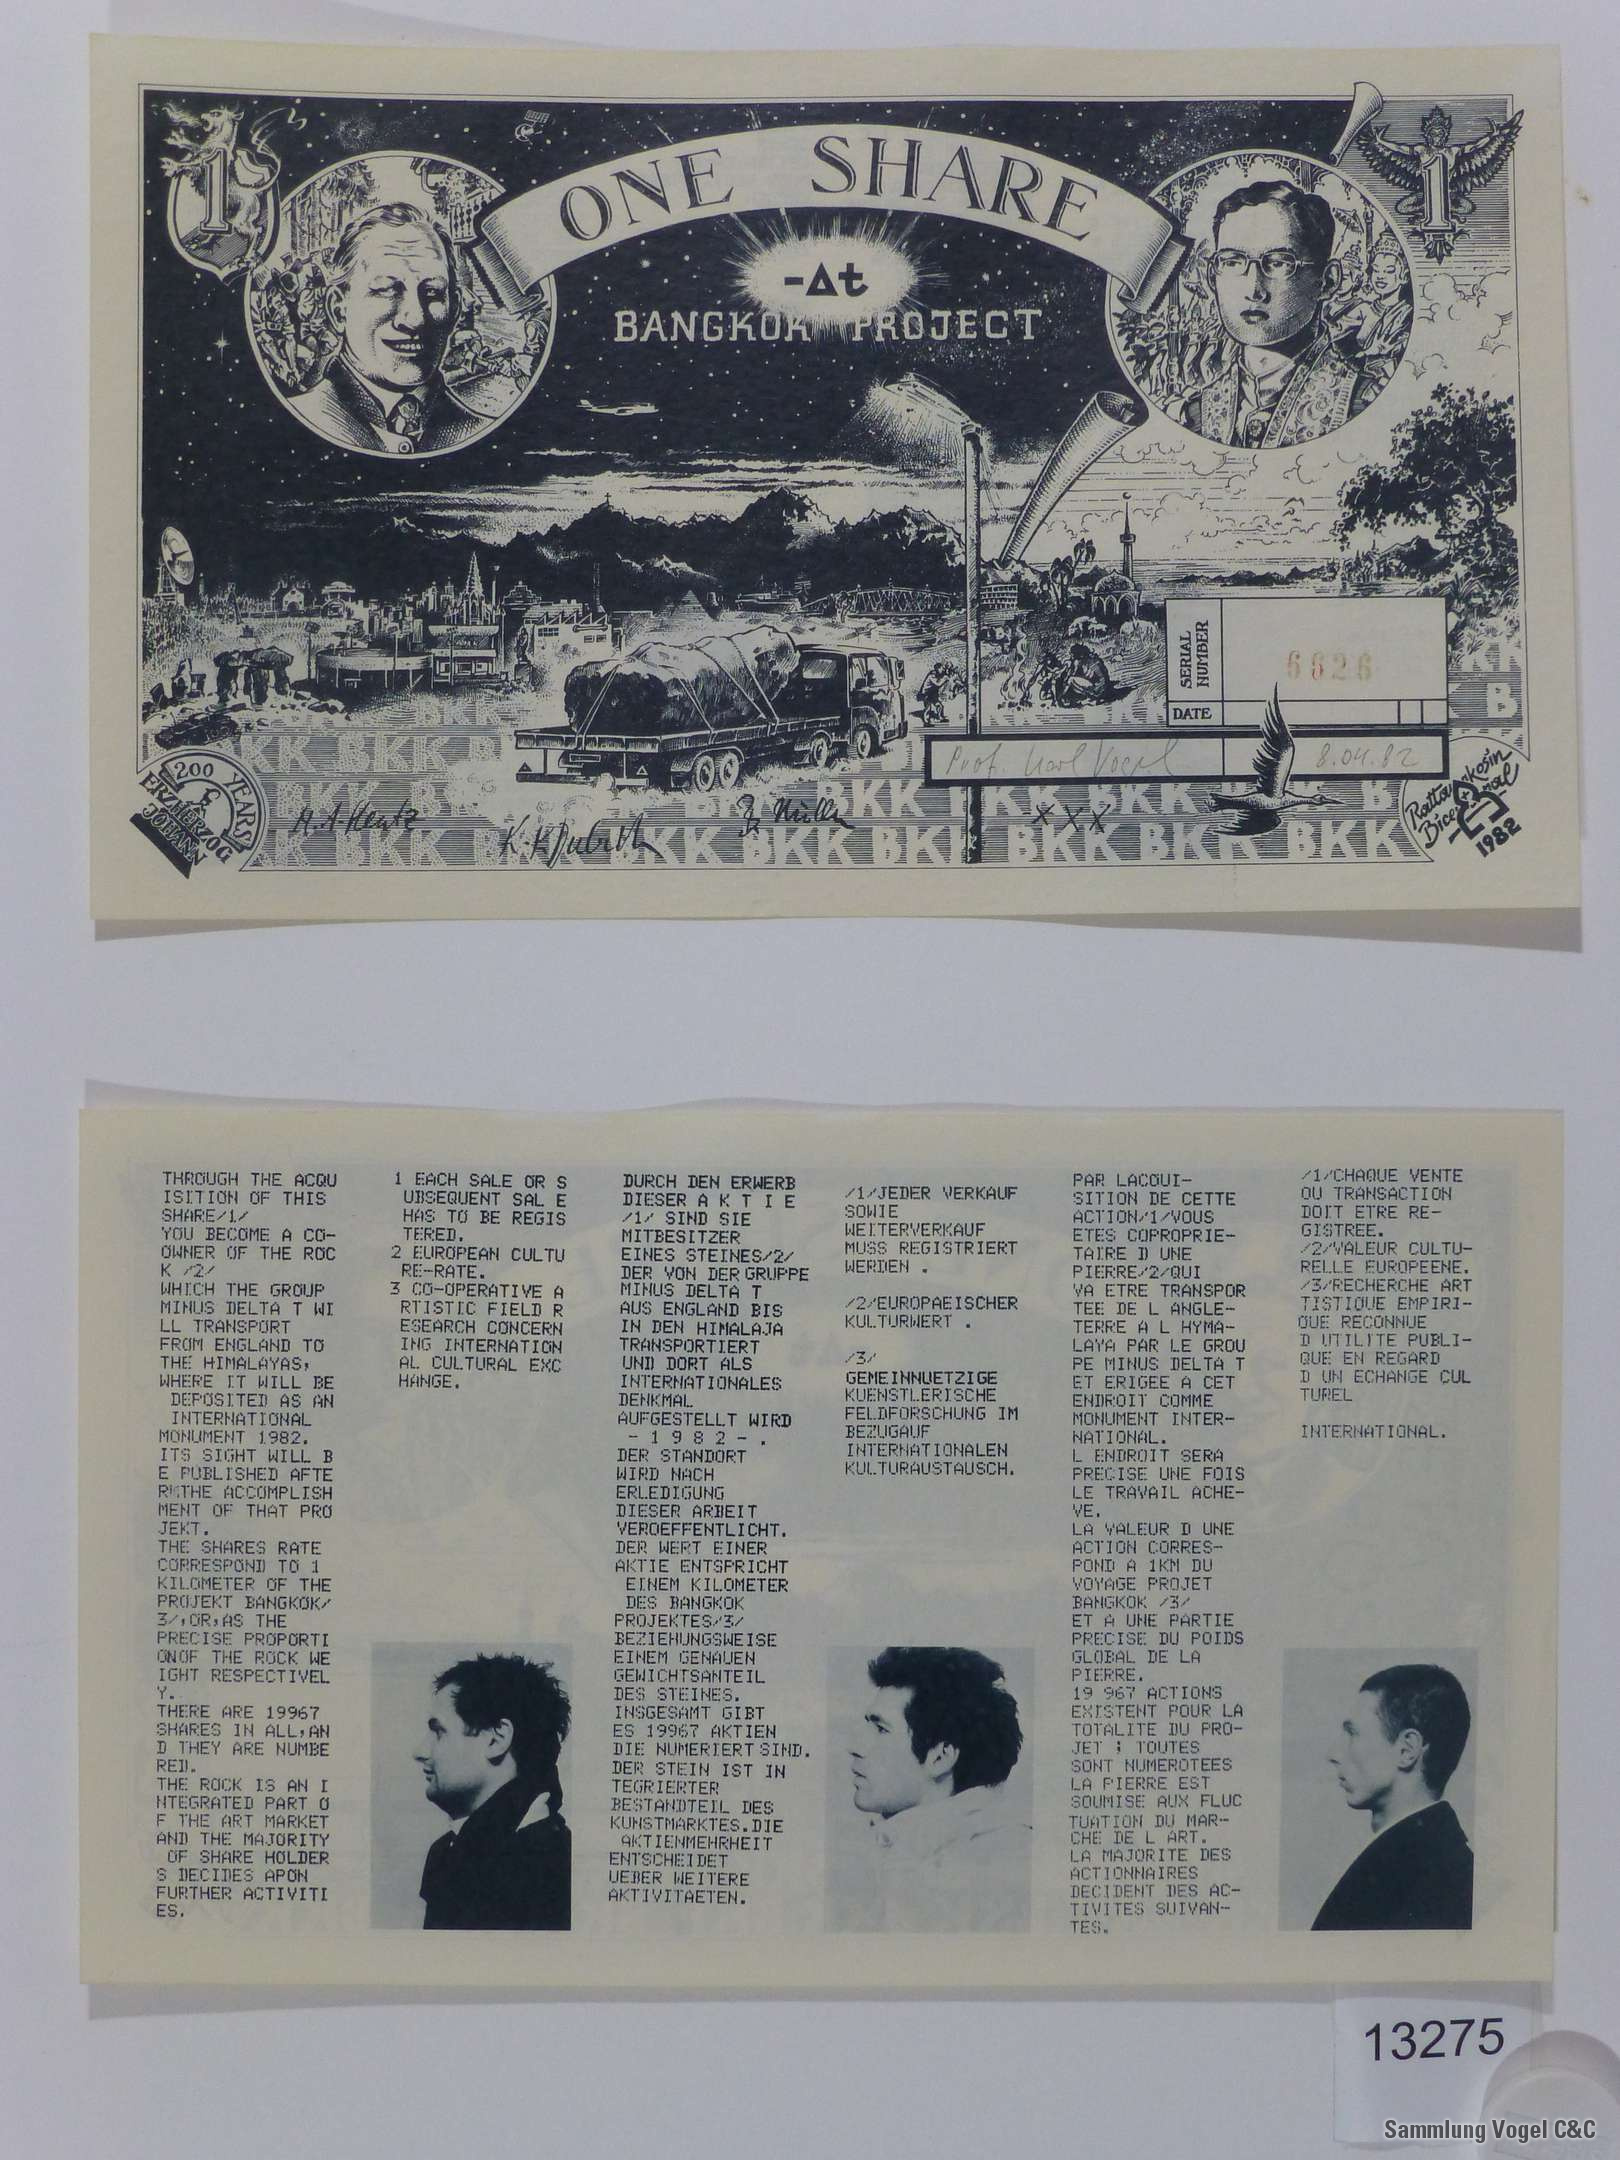 1
1
ONE SHARE
-Δt
BANGKOK PROJECT
SERIAL NUMBER
6626
DATE
Prof. Karl Vogel 8.04.82
BKK BKK BKK BKK BKK BKK BKK
200 YEARS
ERZHERZOG
JOHANN
XXX
1982
THROUGH THE ACQU
ISITION OF THIS
SHARE/1/
YOU BECOME A CO-
OWNER OF THE ROC
K /2/
WHICH THE GROUP
MINUS DELTA T WI
LL TRANSPORT
FROM ENGLAND TO
THE HIMALAYAS,
WHERE IT WILL BE
DEPOSITED AS AN
INTERNATIONAL
MONUMENT 1982.
ITS SIGHT WILL B
E PUBLISHED AFTE
R THE ACCOMPLISH
MENT OF THAT PRO
JEKT.
THE SHARES RATE
CORRESPOND TO 1
KILOMETER OF THE
PROJEKT BANGKOK/
3/,OR,AS THE
PRECISE PROPORTI
ONOF THE ROCK WE
IGHT RESPECTIVEL
Y.
THERE ARE 19967
SHARES IN ALL,AN
D THEY ARE NUMBE
RED.
THE ROCK IS AN I
NTEGRATED PART O
F THE ART MARKET
AND THE MAJORITY
OF SHARE HOLDER
S DECIDES APON
FURTHER ACTIVITI
ES.
1 EACH SALE OR S
UBSEQUENT SAL E
HAS TO BE REGIS
TERED.
2 EUROPEAN CULTU
RE-RATE.
3 CO-OPERATIVE A
RTISTIC FIELD R
ESEARCH CONCERN
ING INTERNATION
AL CULTURAL EXC
HANGE.
DURCH DEN ERWERB
DIESER A K T I E
/1/ SIND SIE
MITBESITZER
EINES STEINES/2/
DER VON DER GRUPPE
MINUS DELTA T
AUS ENGLAND BIS
IN DEN HIMALAJA
TRANSPORTIERT
UND DORT ALS
INTERNATIONALES
DENKMAL
AUFGESTELLT WIRD
- 1 9 8 2 - .
DER STANDORT
WIRD NACH
ERLEDIGUNG
DIESER ARBEIT
VEROEFFENTLICHT.
DER WERT EINER
AKTIE ENTSPRICHT
EINEM KILOMETER
DES BANGKOK
PROJEKTES/3/
BEZIEHUNGSWEISE
EINEM GENAUEN
GEWICHTSANTEIL
DES STEINES.
INSGESAMT GIBT
ES 19967 AKTIEN
DIE NUMERIERT SIND.
DER STEIN IST IN
TEGRIERTER
BESTANDTEIL DES
KUNSTMARKTES.DIE
AKTIENMEHRHEIT
ENTSCHEIDET
UEBER WEITERE
AKTIVITAETEN.
/1/JEDER VERKAUF
SOWIE
WEITERVERKAUF
MUSS REGISTRIERT
WERDEN .
/2/EUROPAEISCHER
KULTURWERT .
/3/
GEMEINNUETZIGE
KUENSTLERISCHE
FELDFORSCHUNG IM
BEZUGAUF
INTERNATIONALEN
KULTURAUSTAUSCH.
PAR LACQUI-
SITION DE CETTE
ACTION/1/VOUS
ETES COPROPRIE-
TAIRE D UNE
PIERRE/2/QUI
VA ETRE TRANSPOR
TEE DE L ANGLE-
TERRE A L HYMA-
LAYA PAR LE GROU
PE MINUS DELTA T
ET ERIGEE A CET
ENDROIT COMME
MONUMENT INTER-
NATIONAL.
L ENDROIT SERA
PRECISE UNE FOIS
LE TRAVAIL ACHE-
VE.
LA VALEUR D UNE
ACTION CORRES-
POND A 1KM DU
VOYAGE PROJET
BANGKOK /3/
ET A UNE PARTIE
PRECISE DU POIDS
GLOBAL DE LA
PIERRE.
19 967 ACTIONS
EXISTENT POUR LA
TOTALITE DU PRO-
JET ; TOUTES
SONT NUMEROTEES
LA PIERRE EST
SOUMISE AUX FLUC
TUATION DU MAR-
CHE DE L ART.
LA MAJORITE DES
ACTIONNAIRES
DECIDENT DES AC-
TIVITES SUIVAN-
TES.
/1/CHAQUE VENTE
OU TRANSACTION
DOIT ETRE RE-
GISTREE.
/2/VALEUR CULTU-
RELLE EUROPEENE.
/3/RECHERCHE ART
TISTIQUE EMPIRI-
QUE RECONNUE
D UTILITE PUBLI-
QUE EN REGARD
D UN ECHANGE CUL
TUREL
INTERNATIONAL.
13275
Sammlung Vogel C&C